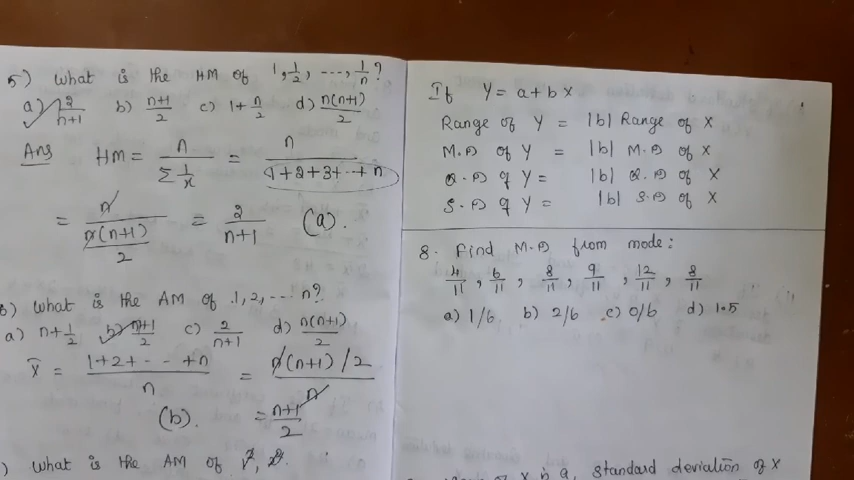 5) What is the HM of 1, 1/2, ..., 1/n?
a) 2/n+1 b) n+1/2 c) 1+n/2 d) n(n+1)/2
Ans HM = n/Σ 1/x = n/1+2+3+...+n
= n/n(n+1)/2 = 2/n+1 (a).
6) What is the AM of 1, 2, ... n?
a) n+1/2 b) n+1/2 c) 2/n+1 d) n(n+1)/2
x̄ = 1+2+...+n/n = n(n+1)/2/n
(b). = n+1/2
) What is the AM of
If Y = a+bx
Range of Y = |b| Range of X
M.D of Y = |b| M.D of X
Q.D of Y = |b| Q.D of X
S.D of Y = |b| S.D of X
8. Find M.D from mode:
4/11, 6/11, 8/11, 9/11, 12/11, 8/11
a) 1/6 b) 2/6 c) 0/6 d) 1.5
of X is a, standard deviation of X